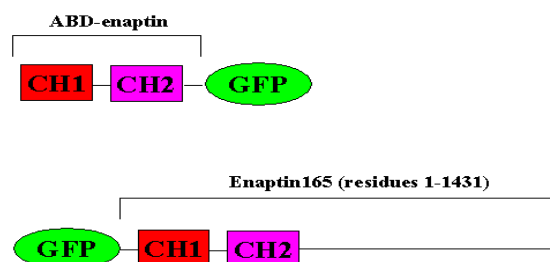 ABD-enaptin
CH1 CH2 GFP
Enaptin165 (residues 1-1431)
GFP CH1 CH2